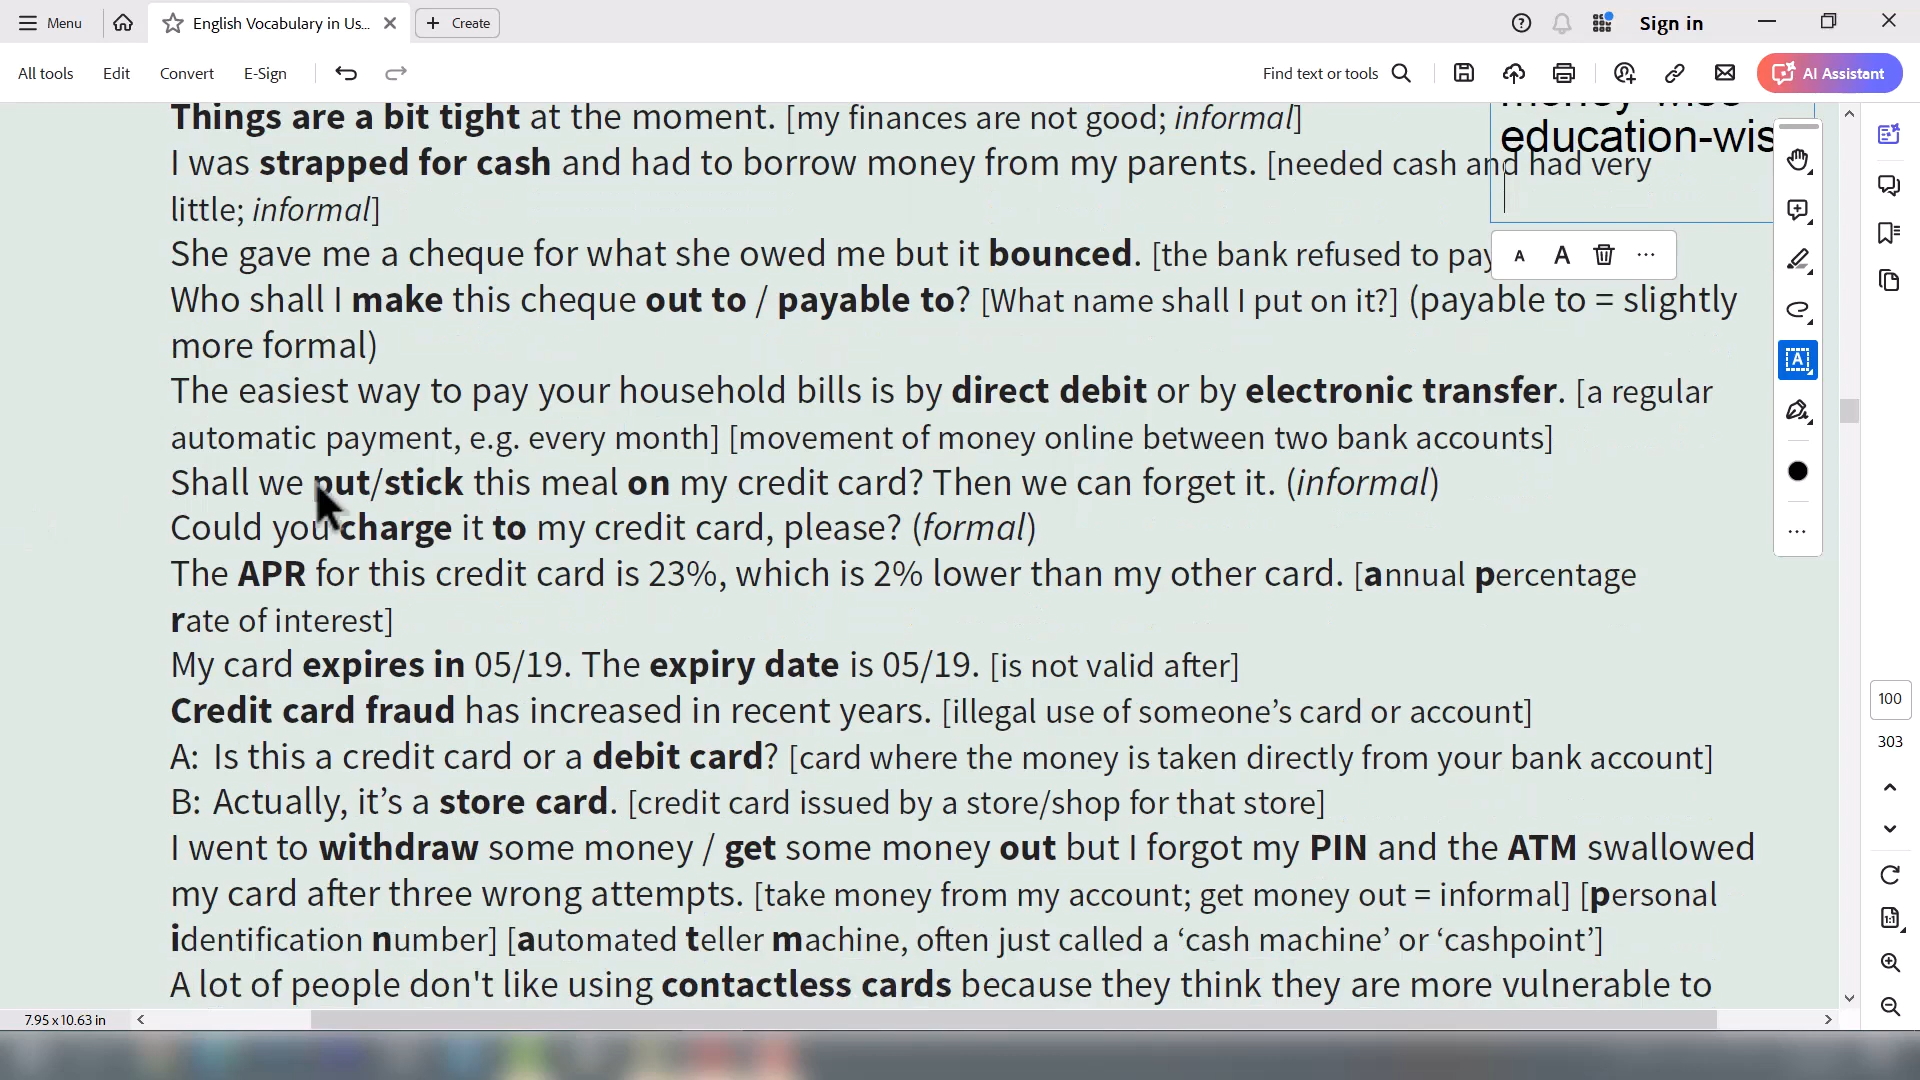 Menu
English Vocabulary in Us...
Create
Sign in
All tools
Edit
Convert
E-Sign
Find text or tools
AI Assistant
Things are a bit tight at the moment. [my finances are not good; informal]
education-wis
I was strapped for cash and had to borrow money from my parents. [needed cash and had very
little; informal]
She gave me a cheque for what she owed me but it bounced. [the bank refused to pay
A A ...
Who shall I make this cheque out to / payable to? [What name shall I put on it?] (payable to = slightly
more formal)
The easiest way to pay your household bills is by direct debit or by electronic transfer. [a regular
automatic payment, e.g. every month] [movement of money online between two bank accounts]
Shall we put/stick this meal on my credit card? Then we can forget it. (informal)
Could you charge it to my credit card, please? (formal)
The APR for this credit card is 23%, which is 2% lower than my other card. [annual percentage
rate of interest]
My card expires in 05/19. The expiry date is 05/19. [is not valid after]
Credit card fraud has increased in recent years. [illegal use of someone’s card or account]
A: Is this a credit card or a debit card? [card where the money is taken directly from your bank account]
B: Actually, it’s a store card. [credit card issued by a store/shop for that store]
I went to withdraw some money / get some money out but I forgot my PIN and the ATM swallowed
my card after three wrong attempts. [take money from my account; get money out = informal] [personal
identification number] [automated teller machine, often just called a ‘cash machine’ or ‘cashpoint’]
A lot of people don't like using contactless cards because they think they are more vulnerable to
100
303
7.95 x 10.63 in